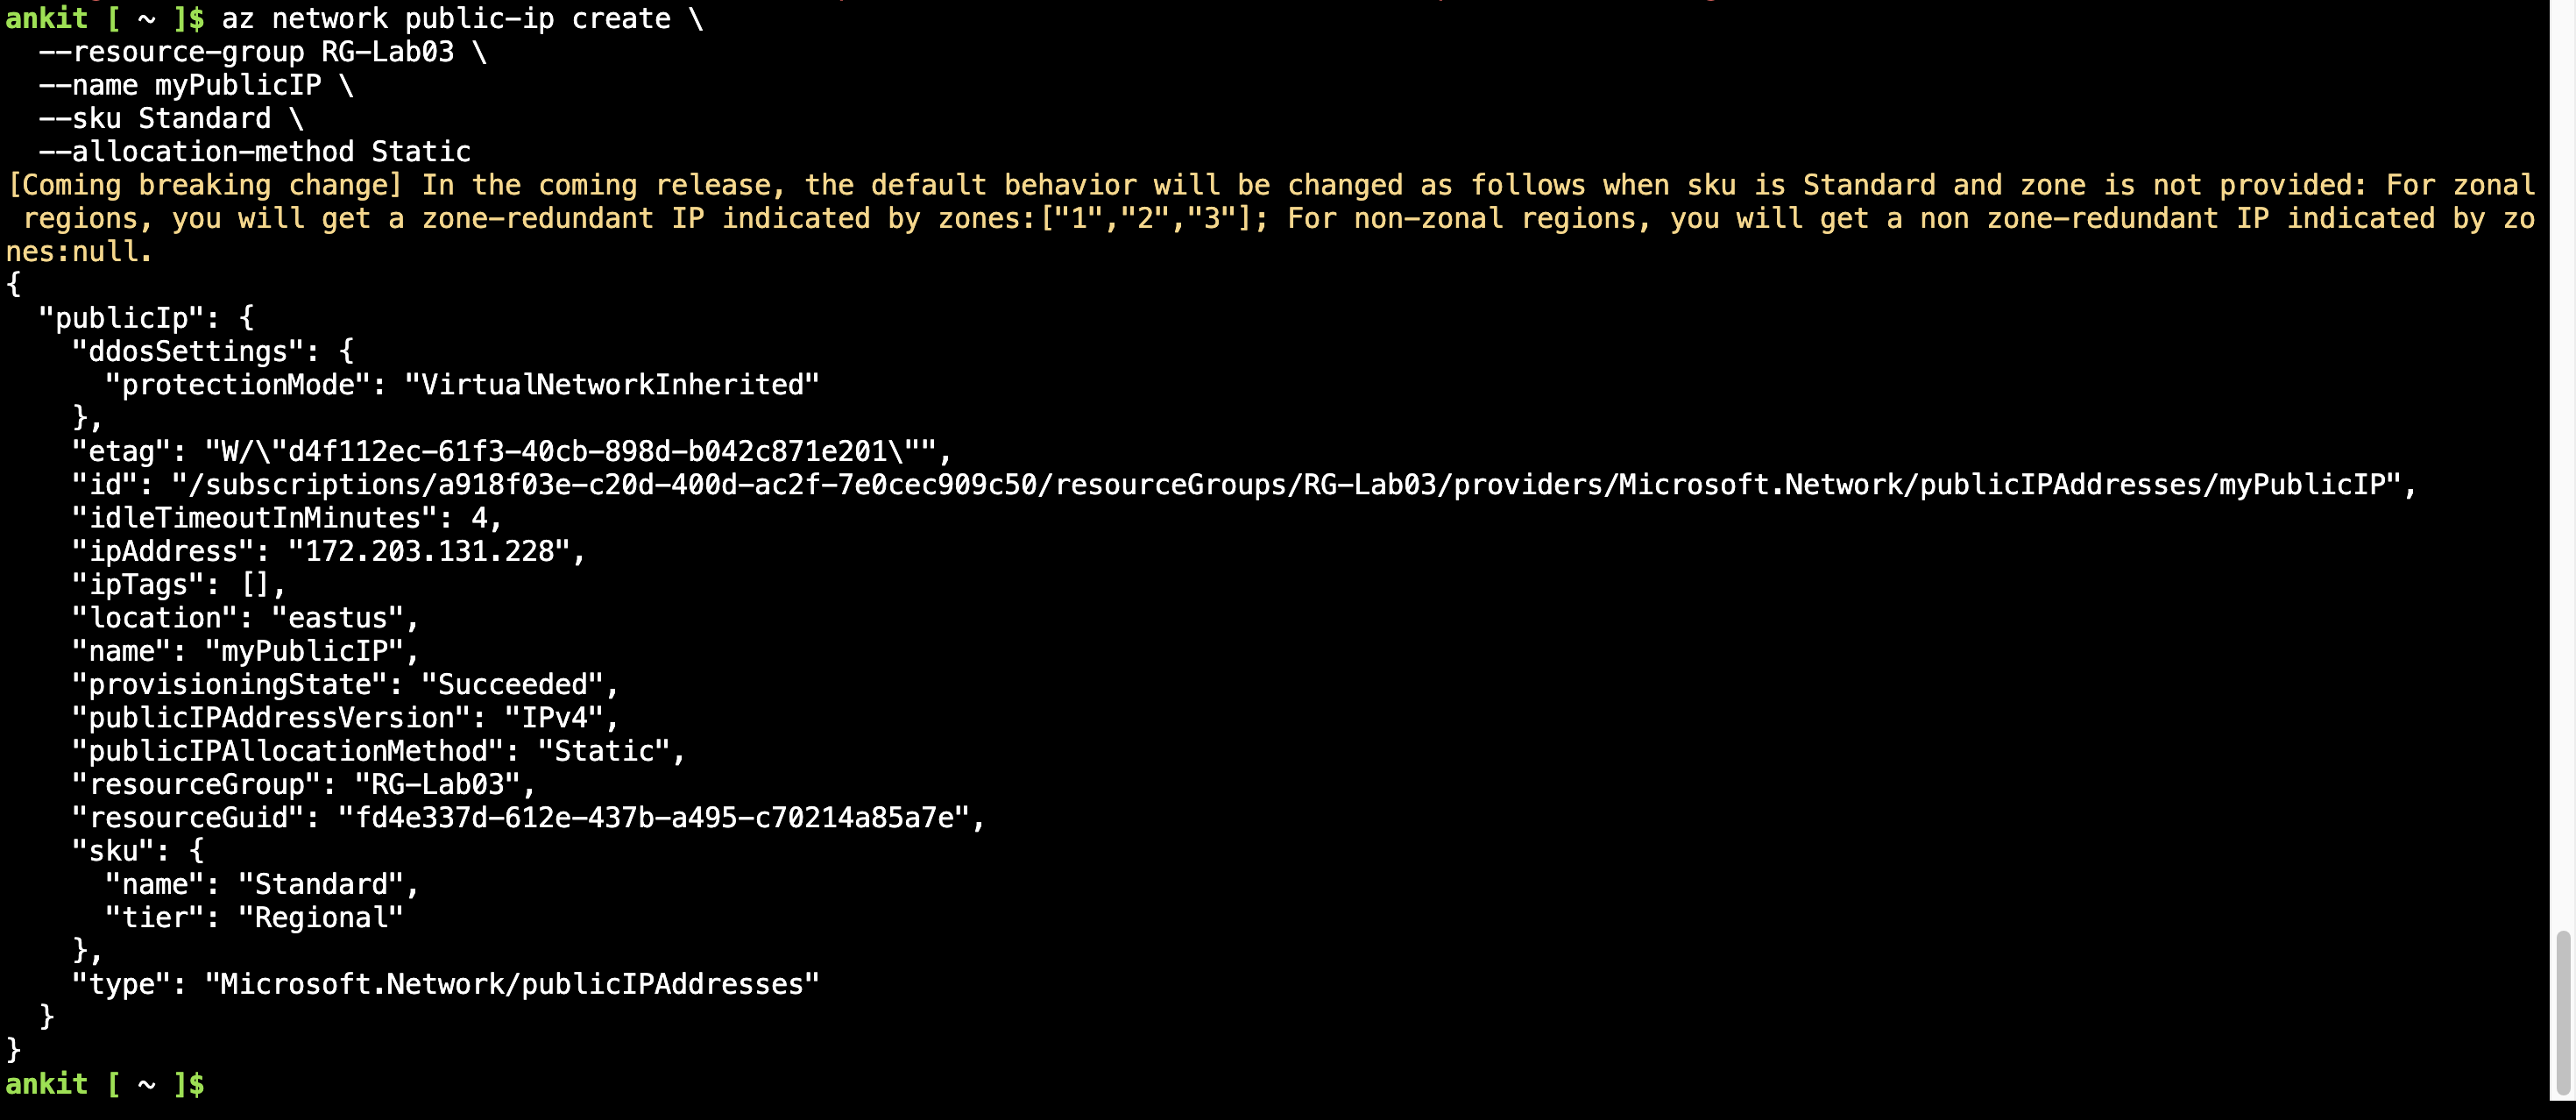 ankit [ ~ ]$ az network public-ip create \
  --resource-group RG-Lab03 \
  --name myPublicIP \
  --sku Standard \
  --allocation-method Static
[Coming breaking change] In the coming release, the default behavior will be changed as follows when sku is Standard and zone is not provided: For zonal
 regions, you will get a zone-redundant IP indicated by zones:["1","2","3"]; For non-zonal regions, you will get a non zone-redundant IP indicated by zo
nes:null.
{
  "publicIp": {
    "ddosSettings": {
      "protectionMode": "VirtualNetworkInherited"
    },
    "etag": "W/\"d4f112ec-61f3-40cb-898d-b042c871e201\"",
    "id": "/subscriptions/a918f03e-c20d-400d-ac2f-7e0cec909c50/resourceGroups/RG-Lab03/providers/Microsoft.Network/publicIPAddresses/myPublicIP",
    "idleTimeoutInMinutes": 4,
    "ipAddress": "172.203.131.228",
    "ipTags": [],
    "location": "eastus",
    "name": "myPublicIP",
    "provisioningState": "Succeeded",
    "publicIPAddressVersion": "IPv4",
    "publicIPAllocationMethod": "Static",
    "resourceGroup": "RG-Lab03",
    "resourceGuid": "fd4e337d-612e-437b-a495-c70214a85a7e",
    "sku": {
      "name": "Standard",
      "tier": "Regional"
    },
    "type": "Microsoft.Network/publicIPAddresses"
  }
}
ankit [ ~ ]$